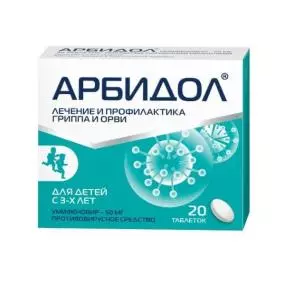 АРБИДОЛ®
ЛЕЧЕНИЕ И ПРОФИЛАКТИКА
ГРИППА И ОРВИ
ДЛЯ ДЕТЕЙ
С 3-Х ЛЕТ
УМИФЕНОВИР – 50 МГ
ПРОТИВОВИРУСНОЕ СРЕДСТВО
20
ТАБЛЕТОК